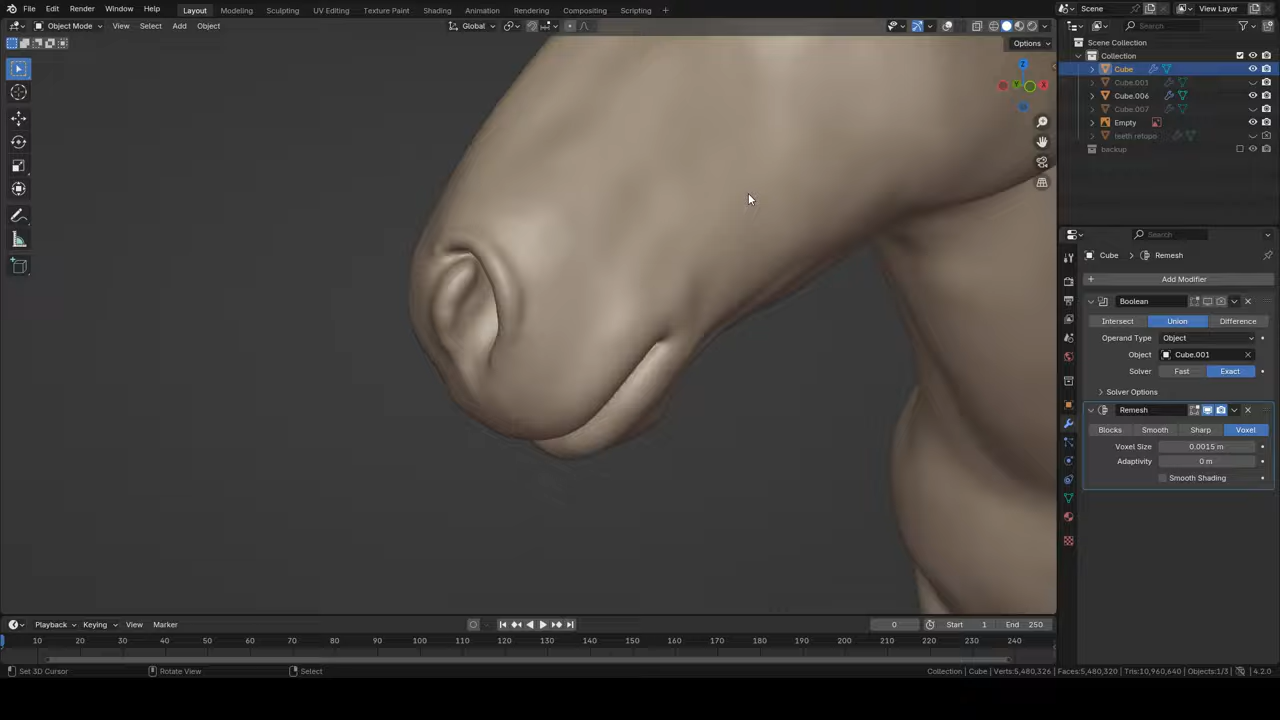 File Edit Render Window Help Layout Modeling Sculpting UV Editing Texture Paint Shading Animation Rendering Compositing Geometry Nodes Scripting + Scene View Layer
Object Mode View Select Add Object Global Search
Options
Scene Collection
Collection
Cube
Cube.001
Cube.006
Cube.007
Empty
teeth retopo
backup
Search
Cube > Remesh
+ Add Modifier
Boolean
Intersect Union Difference
Operand Type Object
Object Cube.001
Solver Fast Exact
Solver Options
Remesh
Blocks Smooth Sharp Voxel
Voxel Size 0.0015 m
Adaptivity 0 m
Smooth Shading
Z
Y X
Playback Keying View Marker 0 Start 1 End 250
10 20 30 40 50 60 70 80 90 100 110 120 130 140 150 160 170 180 190 200 210 220 230 240
Set 3D Cursor Rotate View Select Collection | Cube | Verts:5,480,326 | Faces:5,480,320 | Tris:10,960,640 | Objects:1/3 | 4.2.0